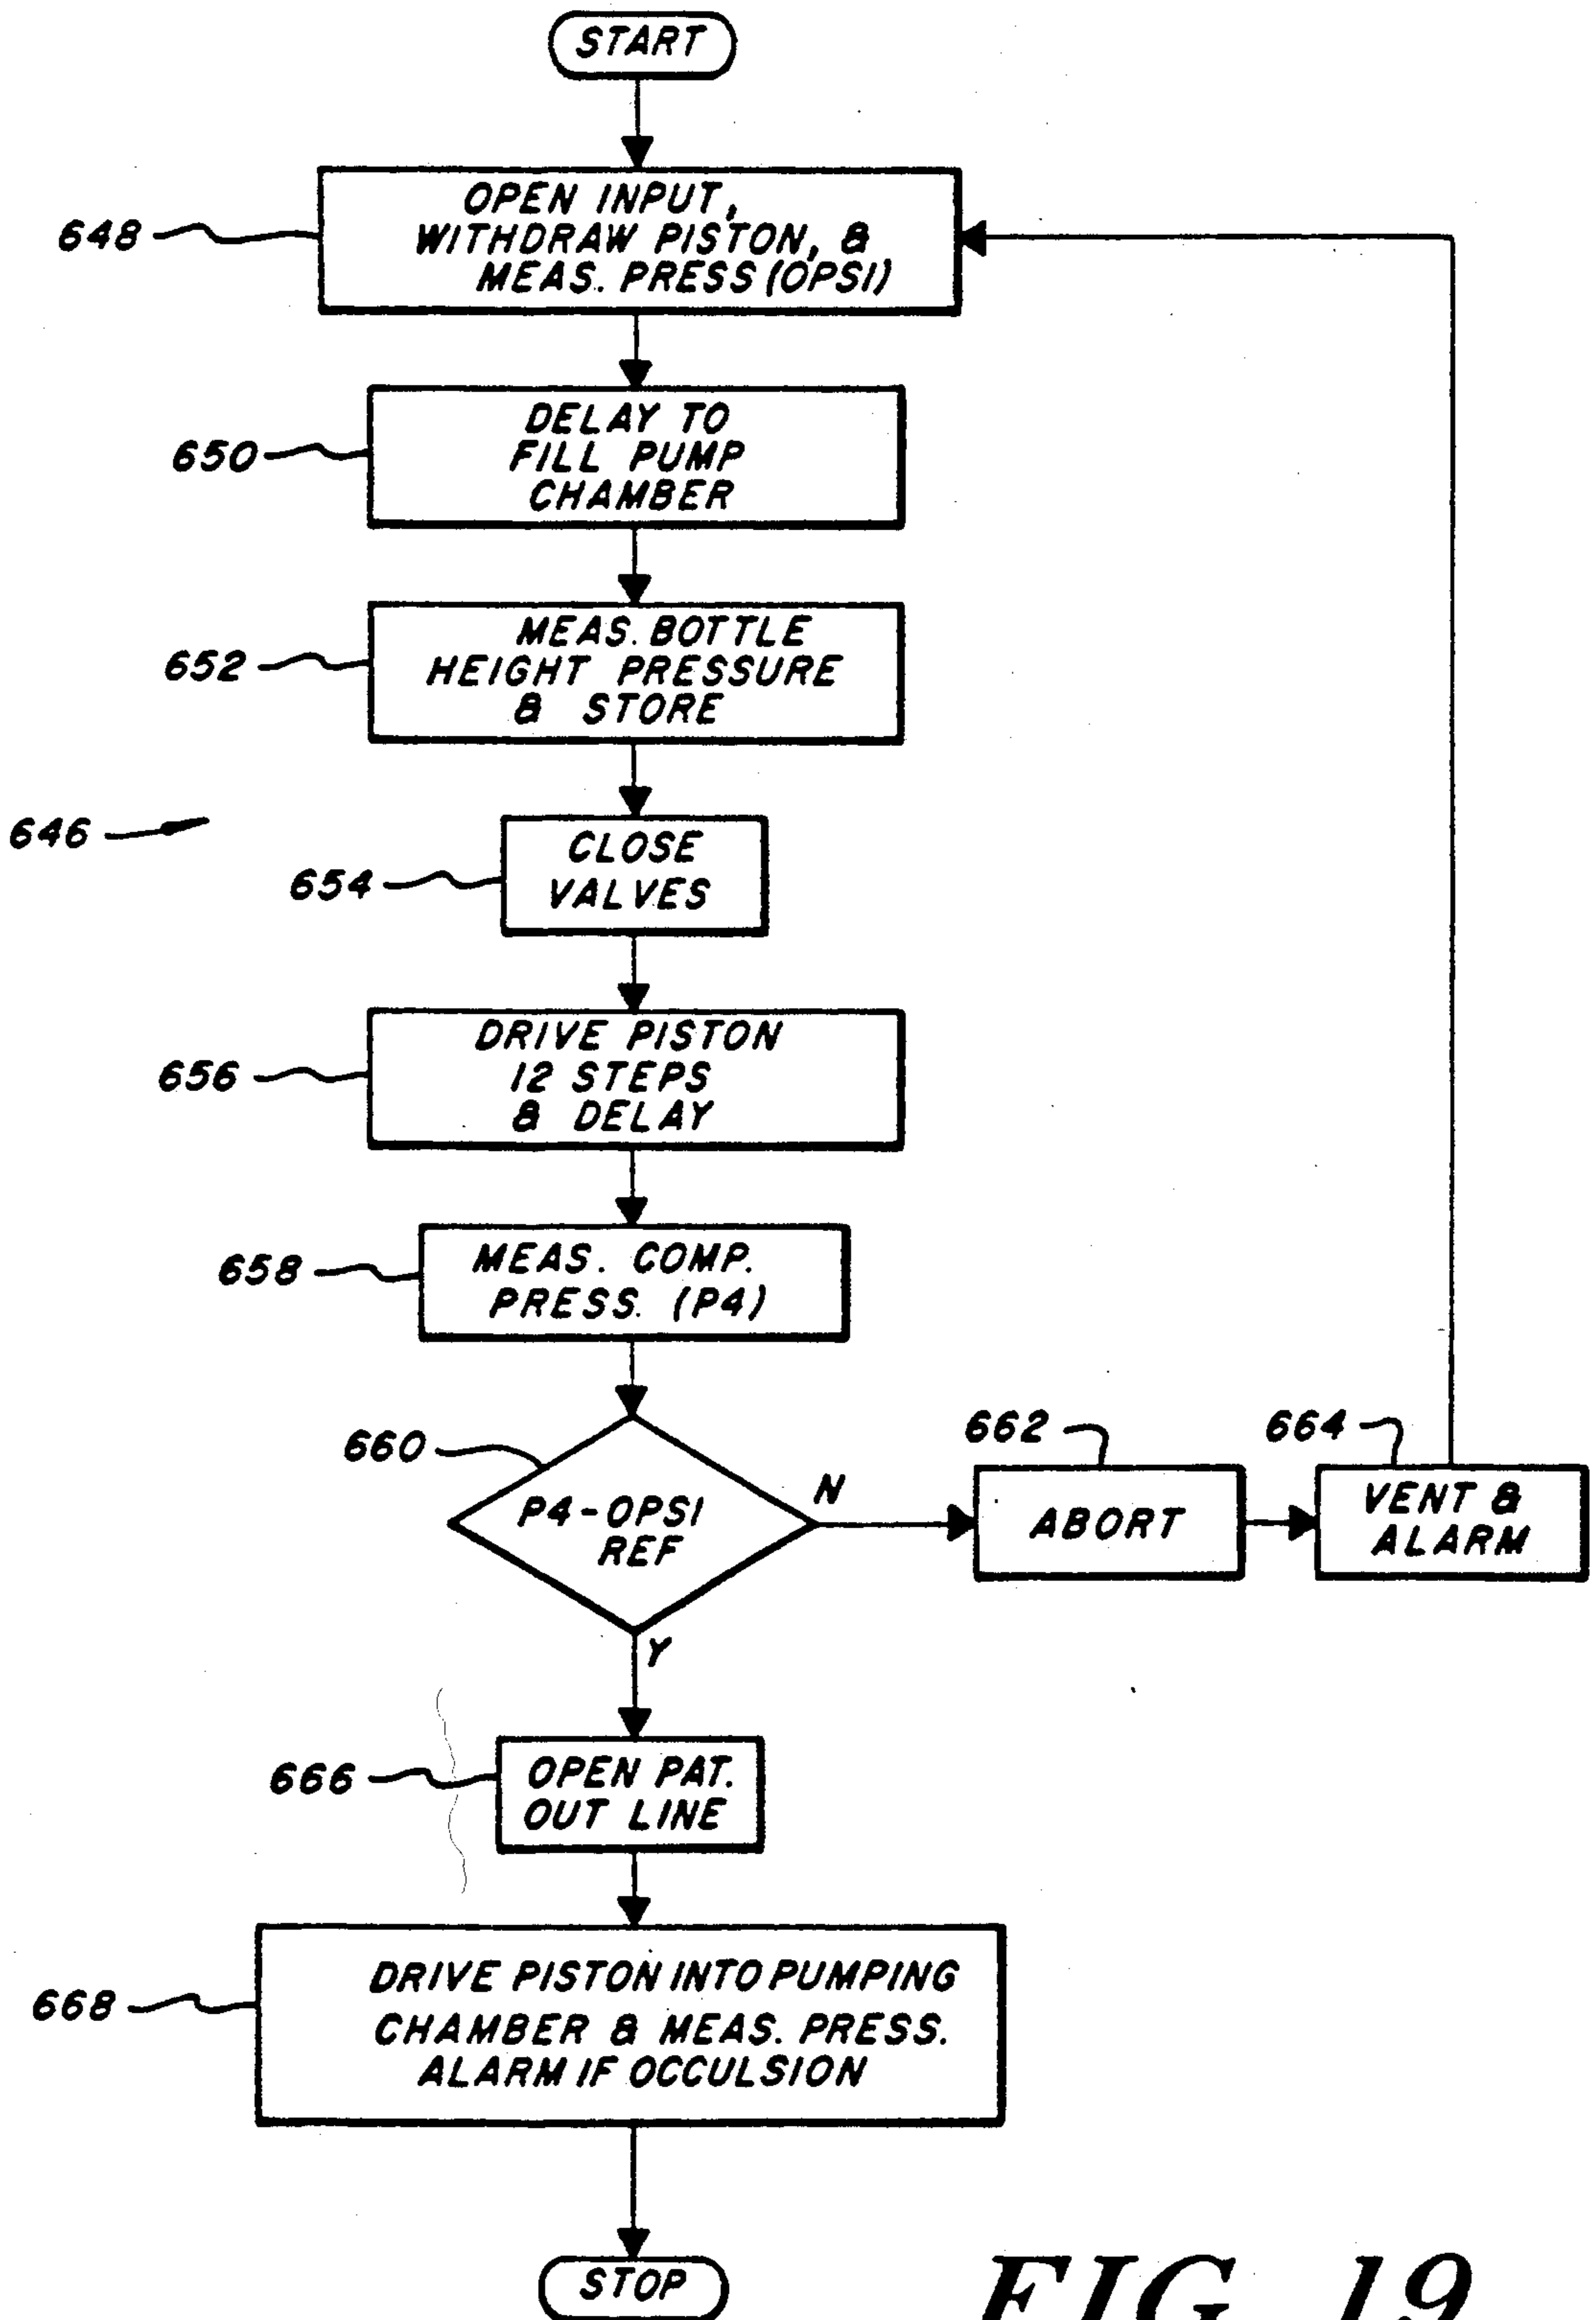 START
648
OPEN INPUT,
WITHDRAW PISTON, &
MEAS. PRESS (OPSI)
650
DELAY TO
FILL PUMP
CHAMBER
652
MEAS. BOTTLE
HEIGHT PRESSURE
& STORE
646
654
CLOSE
VALVES
656
DRIVE PISTON
12 STEPS
& DELAY
658
MEAS. COMP.
PRESS. (P4)
660
P4-OPSI
REF
N
662
ABORT
664
VENT &
ALARM
Y
666
OPEN PAT.
OUT LINE
668
DRIVE PISTON INTO PUMPING
CHAMBER & MEAS. PRESS.
ALARM IF OCCULSION
STOP
FIG. 19